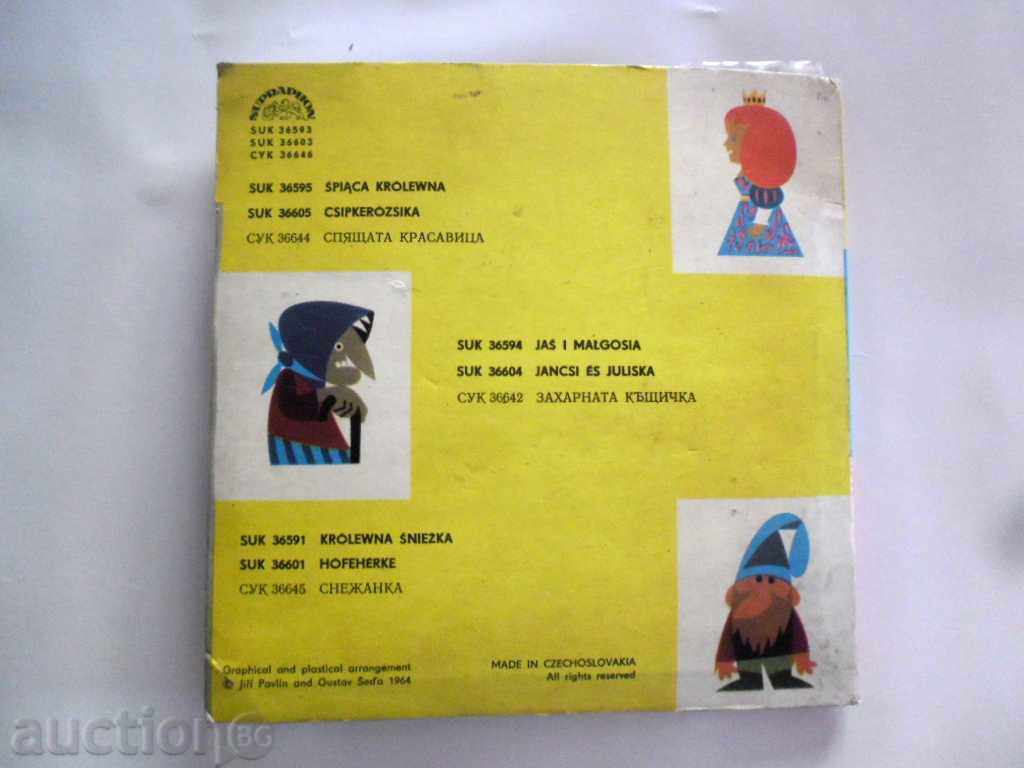 SUPRAPHON
SUK 36593
SUK 36603
СУК 36646
SUK 36595 ŚPIĄCA KRÓLEWNA
SUK 36605 CSIPKERÓZSIKA
СУК 36644 СПЯЩАТА КРАСАВИЦА
SUK 36594 JAŚ I MAŁGOSIA
SUK 36604 JANCSI ÉS JULISKA
СУК 36642 ЗАХАРНАТА КЪЩИЧКА
SUK 36591 KRÓLEWNA ŚNIEŻKA
SUK 36601 HÓFEHÉRKE
СУК 36645 СНЕЖАНКА
Graphical and plastical arrangement
© Jiří Pavlín and Gustav Seďa 1964
MADE IN CZECHOSLOVAKIA
All rights reserved
auction BG